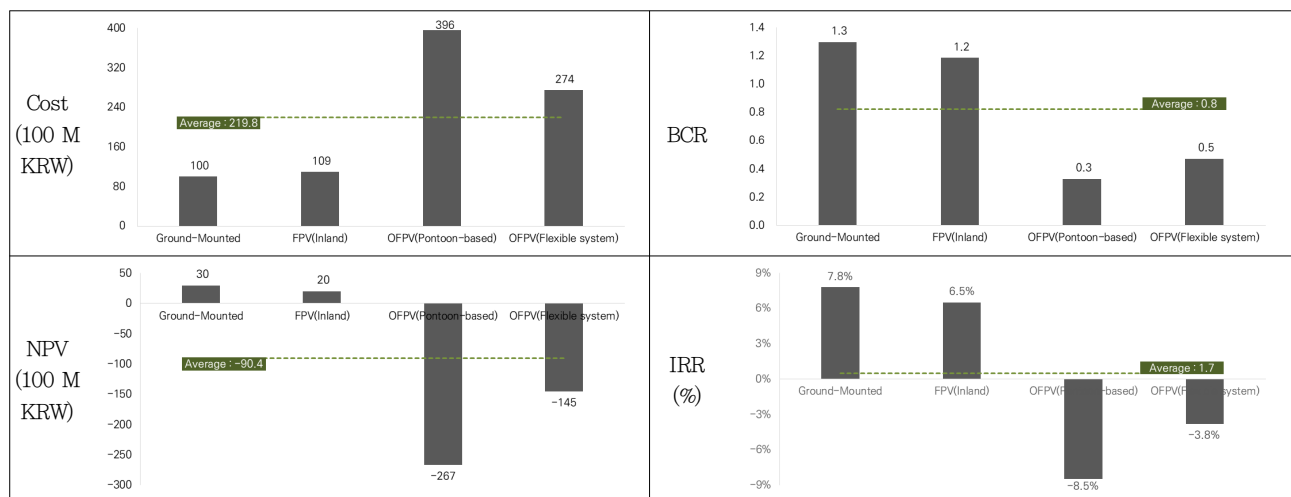 Cost
(100 M
KRW)
400
320
240
160
80
0
Average : 219.8
100
109
396
274
Ground-Mounted
FPV(Inland)
OFPV(Pontoon-based)
OFPV(Flexible system)
BCR
1.4
1.2
1.0
0.8
0.6
0.4
0.2
0.0
Average : 0.8
1.3
1.2
0.3
0.5
Ground-Mounted
FPV(Inland)
OFPV(Pontoon-based)
OFPV(Flexible system)
NPV
(100 M
KRW)
50
0
-50
-100
-150
-200
-250
-300
30
20
Ground-Mounted
FPV(Inland)
OFPV(Pontoon-based)
OFPV(Flexible system)
Average : -90.4
-267
-145
IRR
(%)
9%
6%
3%
0%
-3%
-6%
-9%
7.8%
6.5%
Average : 1.7
Ground-Mounted
FPV(Inland)
-8.5%
-3.8%